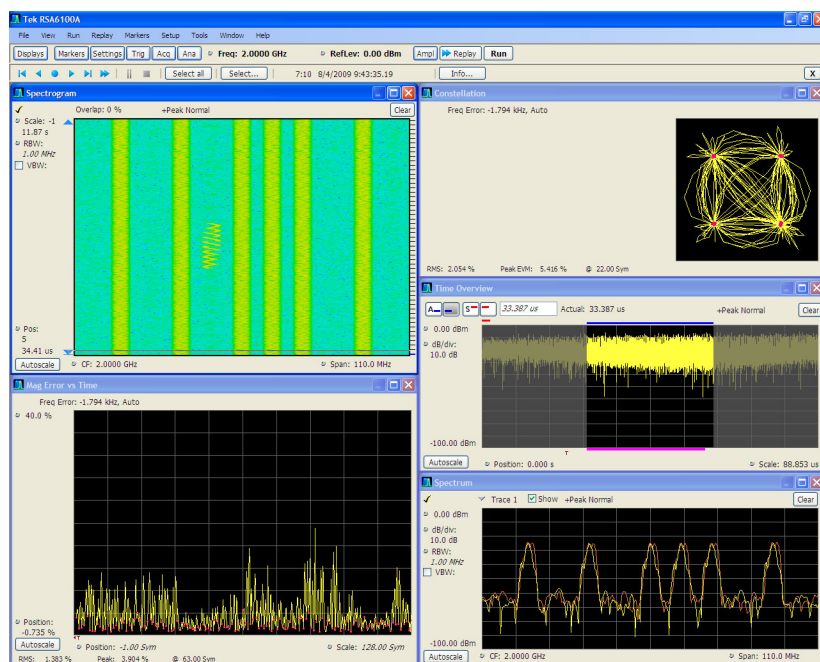 Tek RSA6100A
File View Run Replay Markers Setup Tools Window Help
Displays Markers Settings Trig Acq Ana Freq: 2.0000 GHz RefLev: 0.00 dBm Ampl Replay Run
Select all Select... 7:10 8/4/2009 9:43:35.19 Info... X
Spectrogram
Overlap: 0 % +Peak Normal Clear
Scale: -1
11.87 s
RBW:
1.00 MHz
VBW:
Pos:
5
34.41 us
Autoscale CF: 2.0000 GHz Span: 110.0 MHz
Constellation
Freq Error: -1.794 kHz, Auto
RMS: 2.054 % Peak EVM: 5.416 % @ 22.00 Sym
Time Overview
A S 33.387 us Actual: 33.387 us +Peak Normal Clear
0.00 dBm
dB/div:
10.0 dB
-100.00 dBm
T
Autoscale Position: 0.000 s Scale: 88.853 us
Mag Error vs Time
Freq Error: -1.794 kHz, Auto
40.0 %
Position:
-0.735 %
T
Autoscale Position: -1.00 Sym Scale: 128.00 Sym
RMS: 1.383 % Peak: 3.904 % @ 63.00 Sym
Spectrum
Trace 1 Show +Peak Normal Clear
0.00 dBm
dB/div:
10.0 dB
RBW:
1.00 MHz
VBW:
-100.00 dBm
Autoscale CF: 2.0000 GHz Span: 110.0 MHz